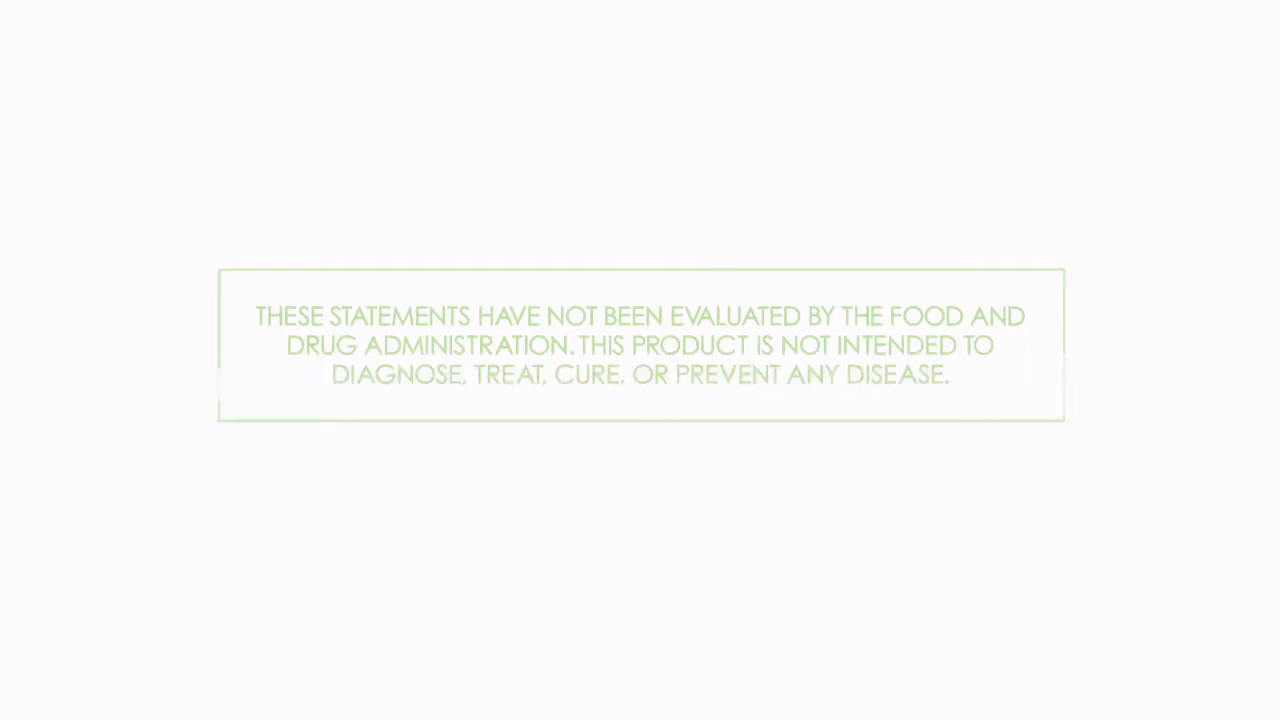 THESE STATEMENTS HAVE NOT BEEN EVALUATED BY THE FOOD AND
DRUG ADMINISTRATION. THIS PRODUCT IS NOT INTENDED TO
DIAGNOSE, TREAT, CURE, OR PREVENT ANY DISEASE.